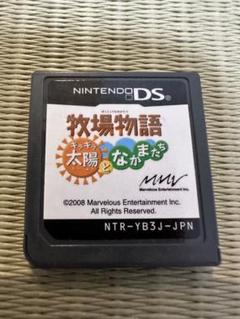 NINTENDO DS
牧場物語
キラキラ
太陽となかまたち
Marvelous Entertainment Inc.
©2008 Marvelous Entertainment Inc.
All Rights Reserved.
NTR-YB3J-JPN